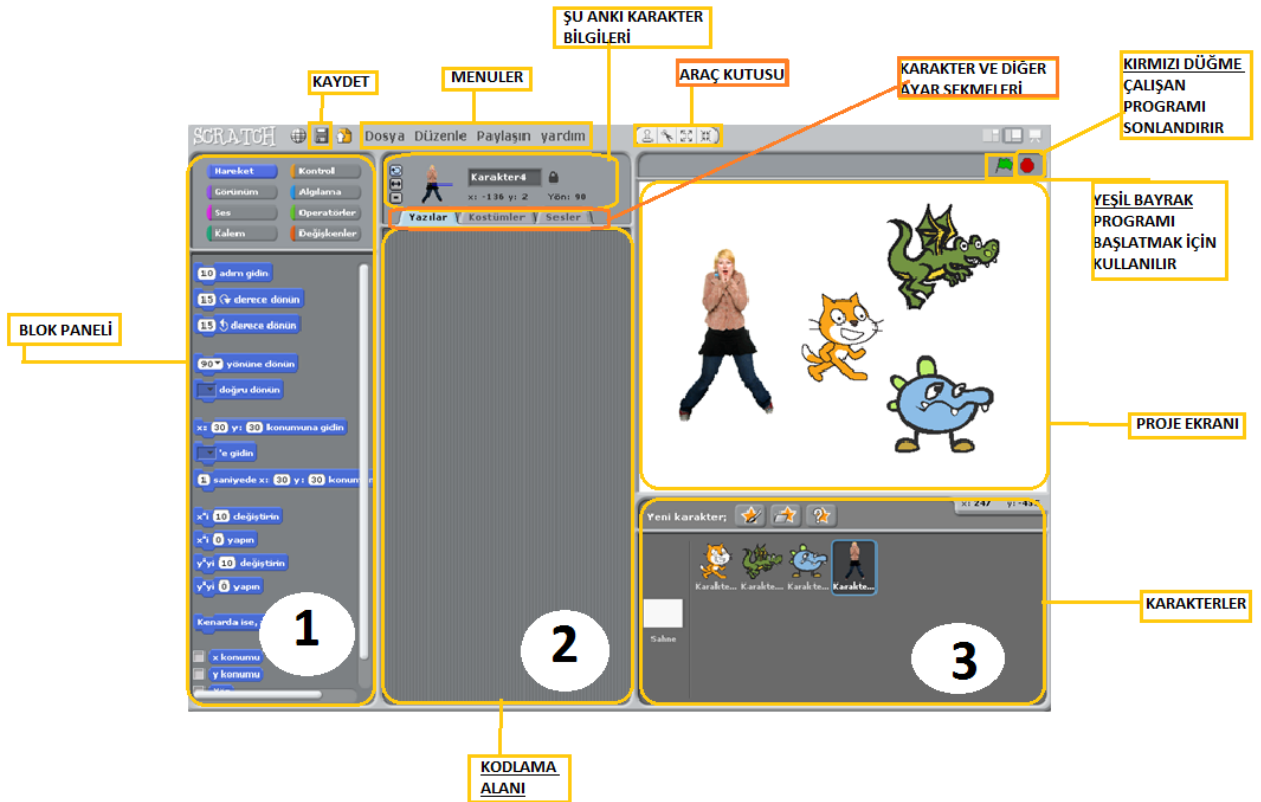 ŞU ANKI KARAKTER
BİLGİLERİ
KAYDET
MENULER
ARAÇ KUTUSU
KARAKTER VE DİĞER
AYAR SEKMELERİ
KIRMIZI DÜĞME
ÇALIŞAN
PROGRAMI
SONLANDIRIR
SCRATCH
Dosya Düzenle Paylaşın yardım
Hareket
Kontrol
Görünüm
Algılama
Ses
Operatörler
Kalem
Değişkenler
Karakter4
x: -136 y: 2 Yön: 90
Yazılar
Kostümler
Sesler
YEŞİL BAYRAK
PROGRAMI
BAŞLATMAK İÇİN
KULLANILIR
10 adım gidin
15 derece dönün
15 derece dönün
BLOK PANELİ
90 yönüne dönün
doğru dönün
x: 30 y: 30 konumuna gidin
'e gidin
1 saniyede x: 30 y: 30 konum
PROJE EKRANI
x: 247
Yeni karakter;
x'i 10 değiştirin
x'i 0 yapın
y'yi 10 değiştirin
y'yi 0 yapın
Karakte... Karakte... Karakte... Karakte...
KARAKTERLER
Kenarda ise,
Sahne
1
2
3
x konumu
y konumu
KODLAMA
ALANI